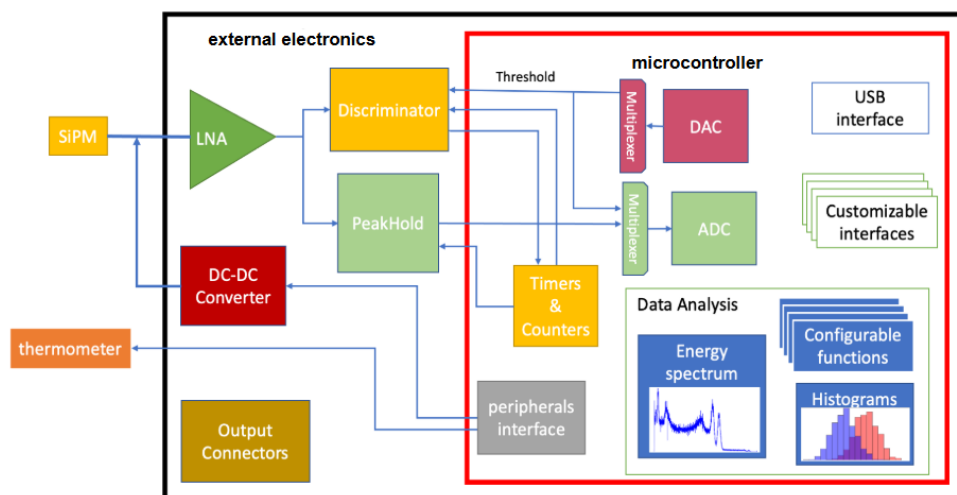 external electronics
microcontroller
Threshold
Discriminator
Multiplexer
DAC
USB
interface
SiPM
LNA
PeakHold
Multiplexer
ADC
Customizable
interfaces
DC-DC
Converter
Timers
&
Counters
Data Analysis
Energy
spectrum
Configurable
functions
thermometer
Histograms
peripherals
interface
Output
Connectors